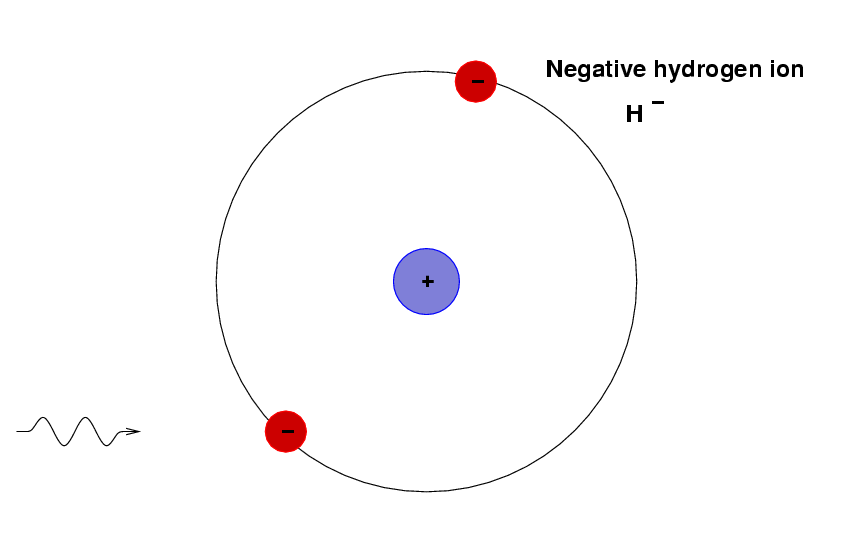 Negative hydrogen ion
H −
-
+
-